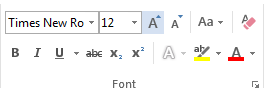 Times New Ro 12 A A Aa A
B I U abc X₂ X² A ab A
Font